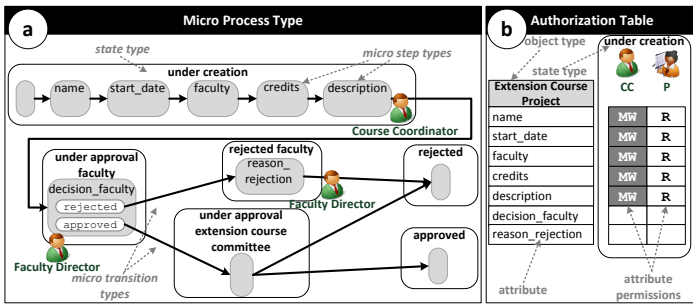 a
Micro Process Type
state type
micro step types
under creation
name
start_date
faculty
credits
description
Course Coordinator
under approval
faculty
decision_faculty
rejected
approved
Faculty Director
micro transition
types
rejected faculty
reason_
rejection
Faculty Director
under approval
extension course
committee
rejected
approved
b
Authorization Table
object type
state type
under creation
CC
P
Extension Course
Project
name
MW
R
start_date
MW
R
faculty
MW
R
credits
MW
R
description
MW
R
decision_faculty
reason_rejection
attribute
attribute
permissions